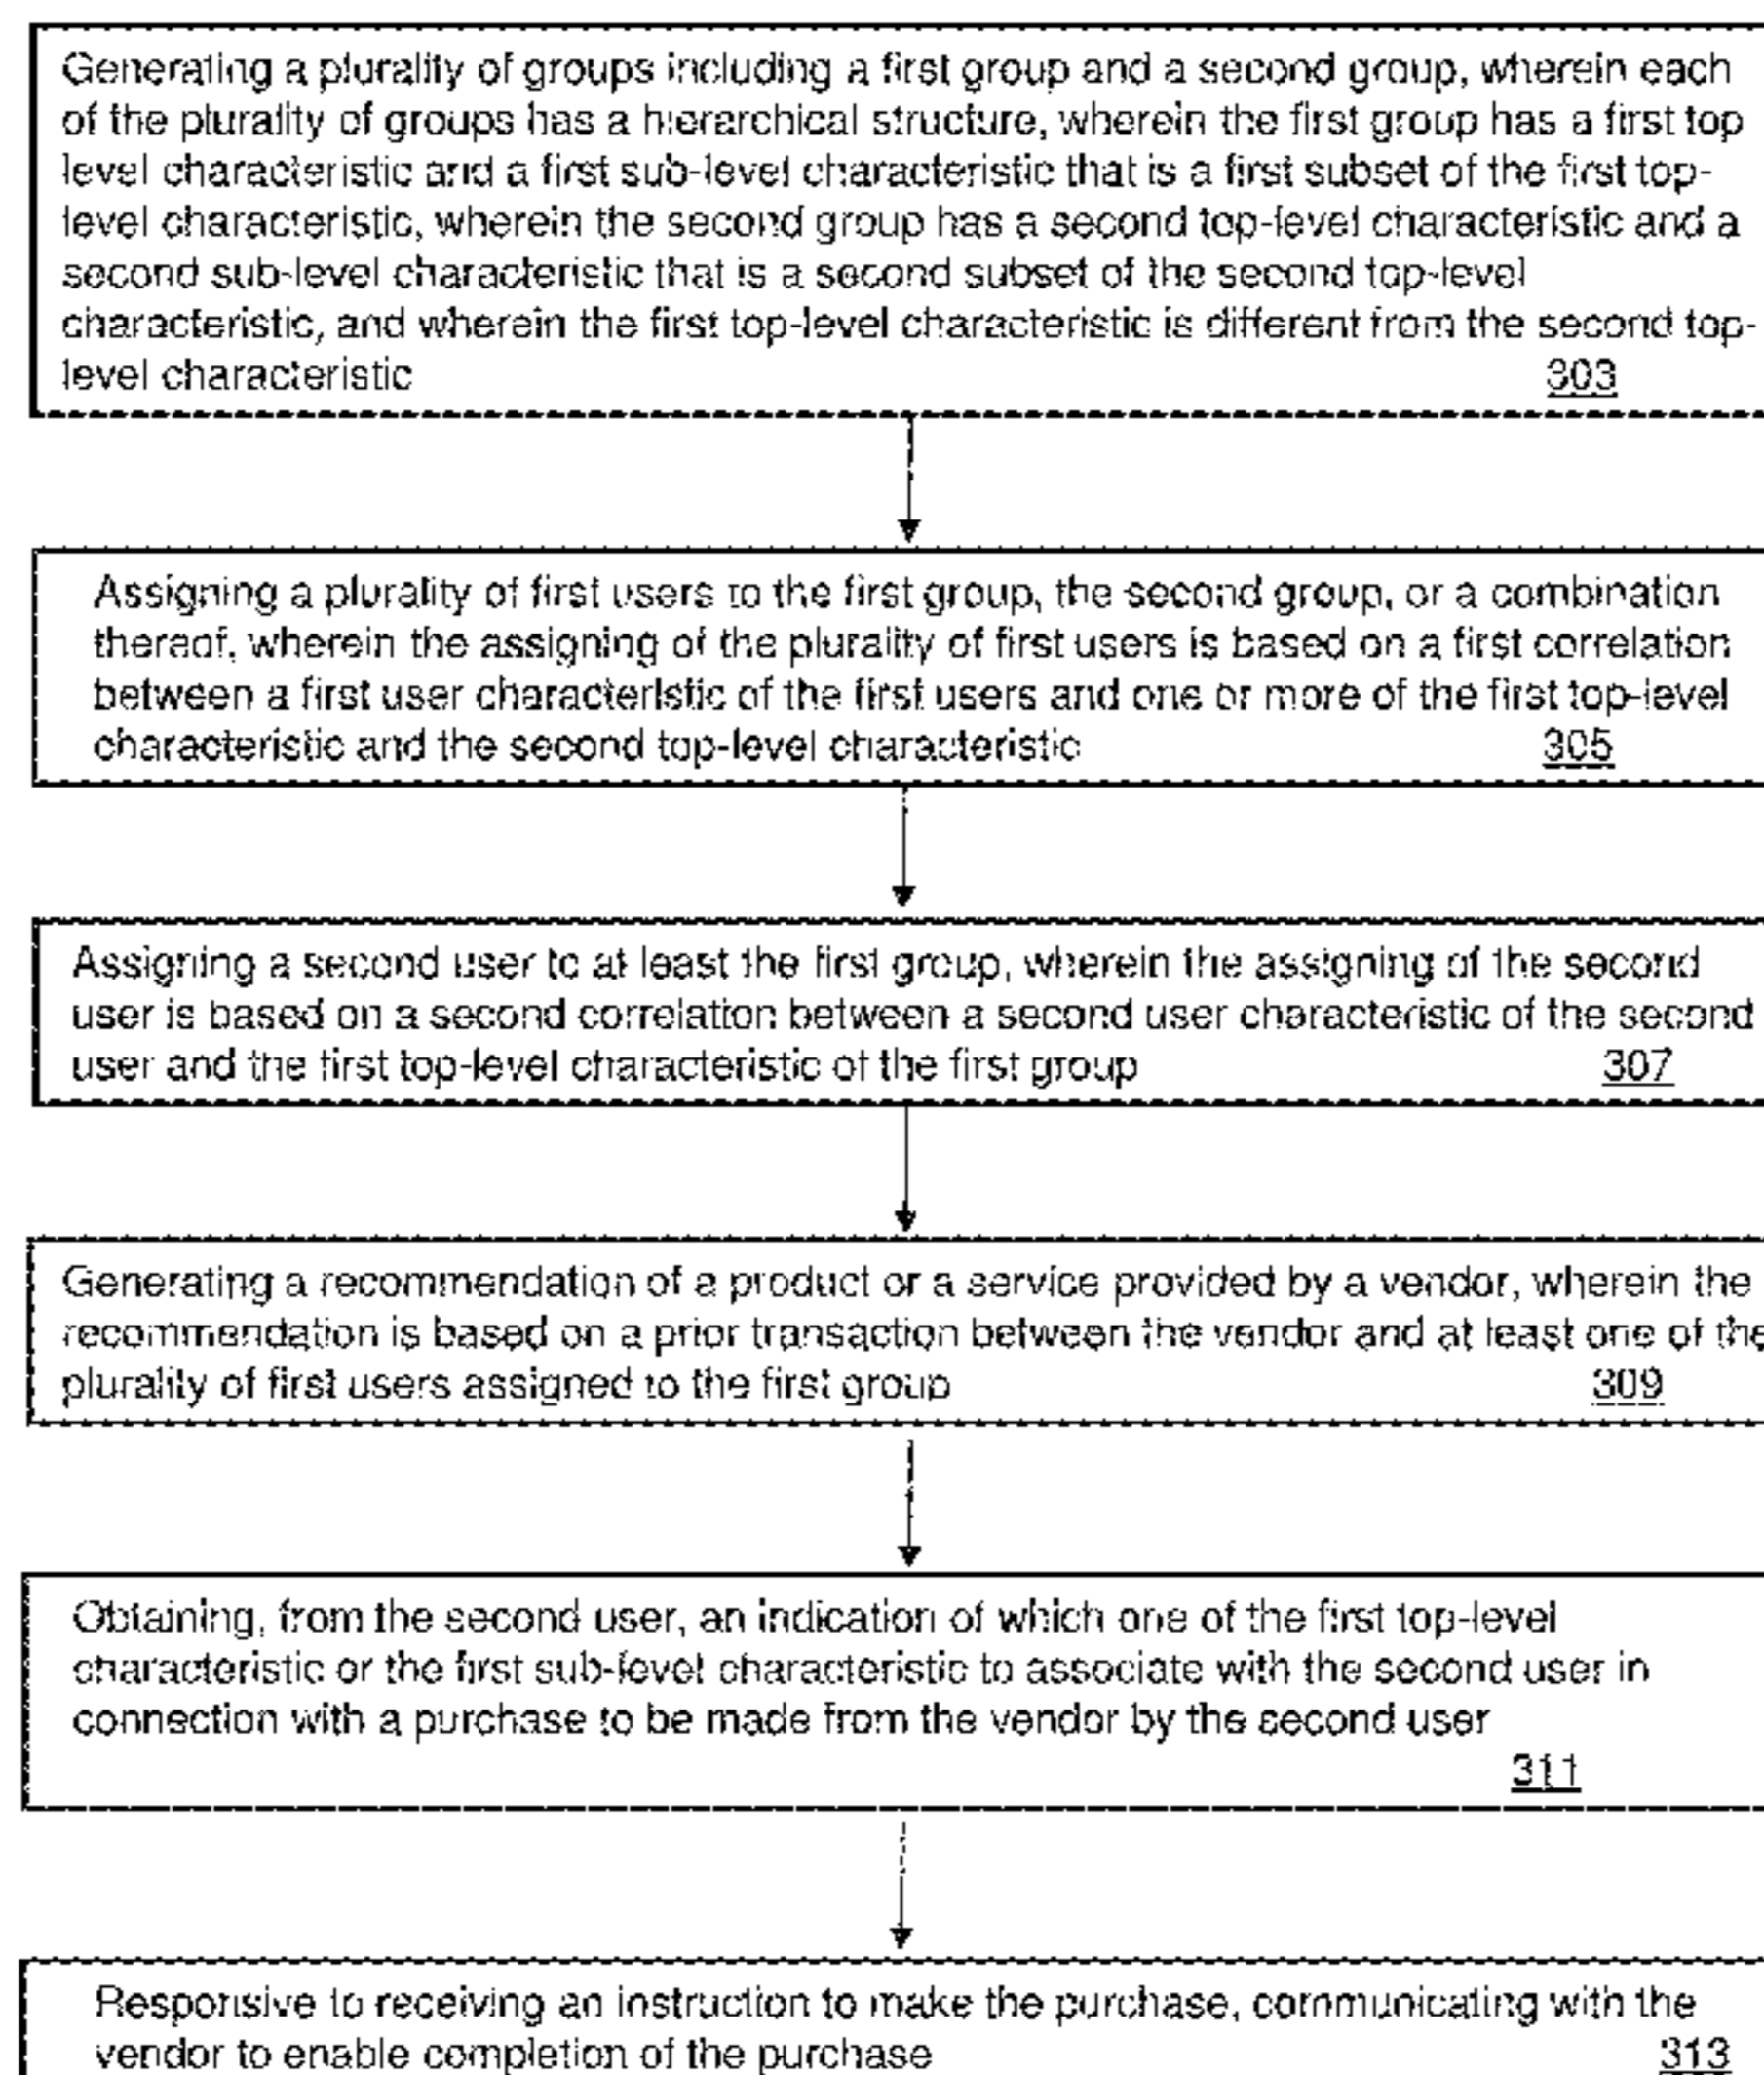 Generating a plurality of groups including a first group and a second group, wherein each
of the plurality of groups has a hierarchical structure, wherein the first group has a first top
level characteristic and a first sub-level characteristic that is a first subset of the first top-
level characteristic, wherein the second group has a second top-level characteristic and a
second sub-level characteristic that is a second subset of the second top-level
characteristic, and wherein the first top-level characteristic is different from the second top-
level characteristic 303
Assigning a plurality of first users to the first group, the second group, or a combination
thereof, wherein the assigning of the plurality of first users is based on a first correlation
between a first user characteristic of the first users and one or more of the first top-level
characteristic and the second top-level characteristic 305
Assigning a second user to at least the first group, wherein the assigning of the second
user is based on a second correlation between a second user characteristic of the second
user and the first top-level characteristic of the first group 307
Generating a recommendation of a product or a service provided by a vendor, wherein the
recommendation is based on a prior transaction between the vendor and at least one of the
plurality of first users assigned to the first group 309
Obtaining, from the second user, an indication of which one of the first top-level
characteristic or the first sub-level characteristic to associate with the second user in
connection with a purchase to be made from the vendor by the second user
311
Responsive to receiving an instruction to make the purchase, communicating with the
vendor to enable completion of the purchase 313